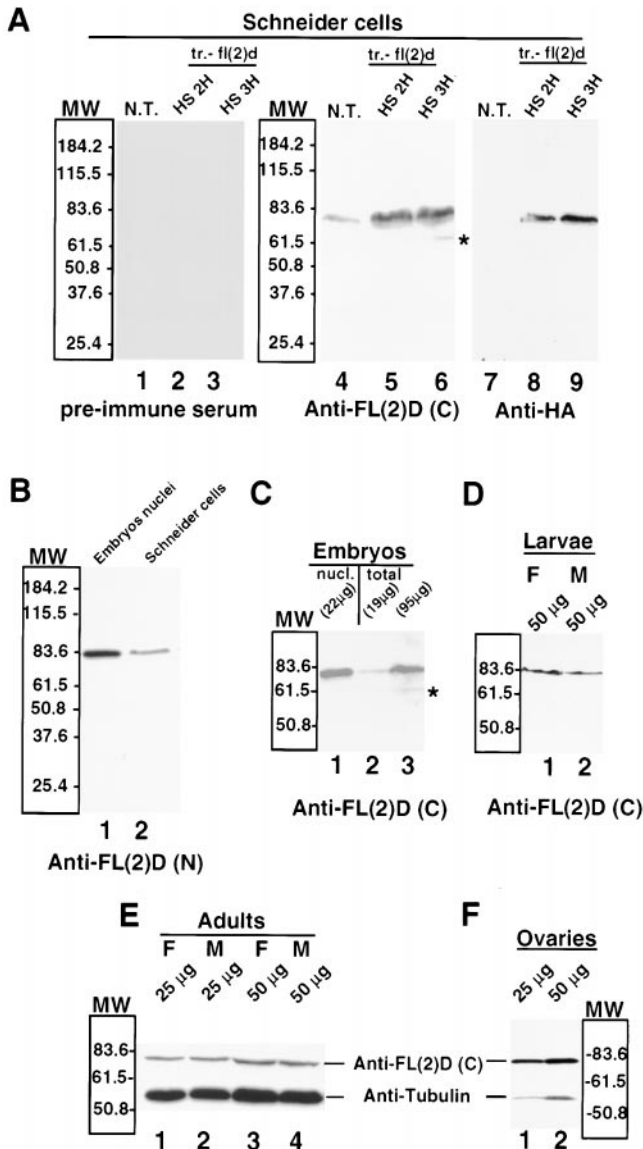 A
Schneider cells
tr.- fl(2)d
tr.- fl(2)d
tr.- fl(2)d
MW
N.T.
HS 2H
HS 3H
N.T.
HS 2H
HS 3H
N.T.
HS 2H
HS 3H
184.2 -
115.5 -
83.6 -
61.5 -
50.8 -
37.6 -
25.4 -
1 2 3
pre-immune serum
MW
184.2 -
115.5 -
83.6 -
61.5 -
50.8 -
37.6 -
25.4 -
*
4 5 6
Anti-FL(2)D (C)
7 8 9
Anti-HA
B
Embryos nuclei
Schneider cells
MW
184.2 -
115.5 -
83.6 -
61.5 -
50.8 -
37.6 -
25.4 -
1 2
Anti-FL(2)D (N)
C
Embryos
nucl. total
(22µg)
(19µg)
(95µg)
MW
83.6 -
61.5 -
50.8 -
*
1 2 3
Anti-FL(2)D (C)
D
Larvae
F M
50 µg
50 µg
83.6 -
61.5 -
50.8 -
1 2
Anti-FL(2)D (C)
E
Adults
F M F M
25 µg
25 µg
50 µg
50 µg
MW
83.6-
61.5-
50.8-
Anti-FL(2)D (C)
Anti-Tubulin
1 2 3 4
F
Ovaries
25 µg
50 µg
MW
-83.6
-61.5
-50.8
1 2